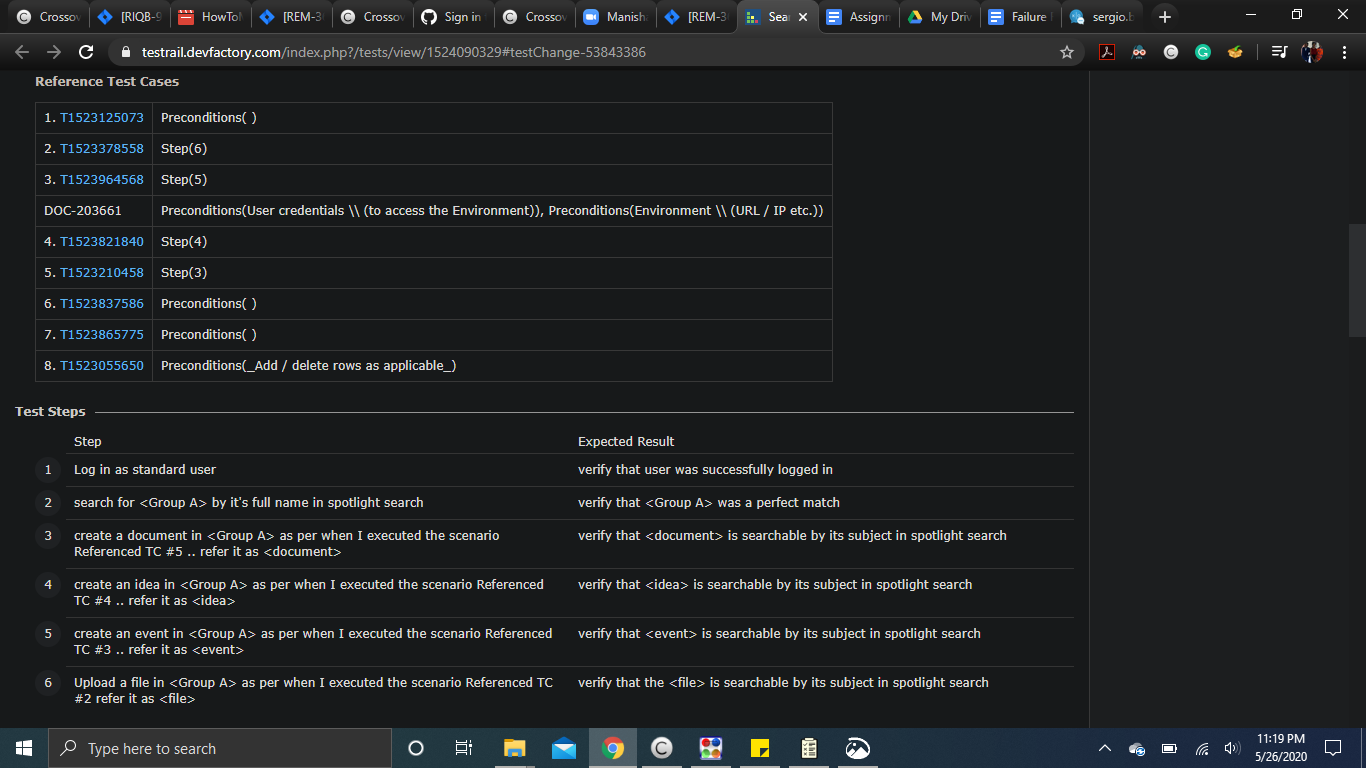 Crossov
[RIQB-9
HowToM
[REM-30
Crossov
Sign in
Crossov
Manish
[REM-30
Sear
Assignm
My Driv
Failure
sergio.b
testrail.devfactory.com/index.php?/tests/view/1524090329#testChange-53843386
Reference Test Cases
1. T1523125073 Preconditions( )
2. T1523378558 Step(6)
3. T1523964568 Step(5)
DOC-203661 Preconditions(User credentials \\ (to access the Environment)), Preconditions(Environment \\ (URL / IP etc.))
4. T1523821840 Step(4)
5. T1523210458 Step(3)
6. T1523837586 Preconditions( )
7. T1523865775 Preconditions( )
8. T1523055650 Preconditions(_Add / delete rows as applicable_)
Test Steps
Step Expected Result
1 Log in as standard user verify that user was successfully logged in
2 search for <Group A> by it's full name in spotlight search verify that <Group A> was a perfect match
3 create a document in <Group A> as per when I executed the scenario verify that <document> is searchable by its subject in spotlight search
Referenced TC #5 .. refer it as <document>
4 create an idea in <Group A> as per when I executed the scenario Referenced verify that <idea> is searchable by its subject in spotlight search
TC #4 .. refer it as <idea>
5 create an event in <Group A> as per when I executed the scenario Referenced verify that <event> is searchable by its subject in spotlight search
TC #3 .. refer it as <event>
6 Upload a file in <Group A> as per when I executed the scenario Referenced TC verify that the <file> is searchable by its subject in spotlight search
#2 refer it as <file>
Type here to search
11:19 PM
5/26/2020